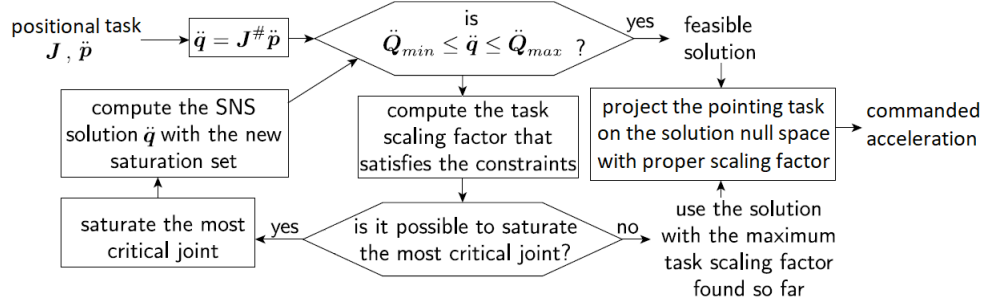 positional task
J , p̈
q̈ = J# p̈
is
Q̈min ≤ q̈ ≤ Q̈max ?
yes
feasible
solution
compute the SNS
solution q̈ with the new
saturation set
compute the task
scaling factor that
satisfies the constraints
project the pointing task
on the solution null space
with proper scaling factor
commanded
acceleration
saturate the most
critical joint
yes
is it possible to saturate
the most critical joint?
no
use the solution
with the maximum
task scaling factor
found so far